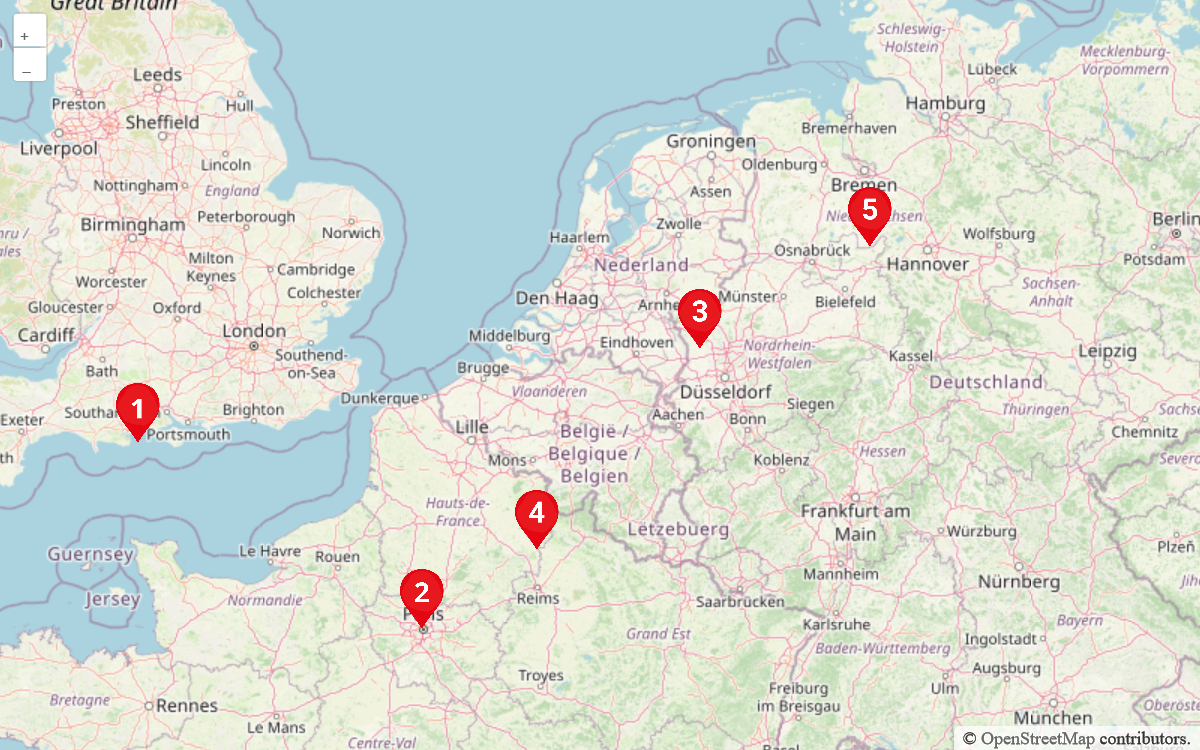 Great Britain
+
–
Leeds
Preston
Hull
Sheffield
Liverpool
Lincoln
Nottingham
England
Birmingham
Peterborough
Norwich
Milton
Keynes
Cambridge
Worcester
Colchester
Gloucester
Oxford
Cardiff
London
Southend-
on-Sea
Bath
Exeter
1
Brighton
Portsmouth
Guernsey
Jersey
Schleswig-
Holstein
Mecklenburg-
Vorpommern
Lübeck
Hamburg
Bremerhaven
Groningen
Oldenburg
Bremen
Assen
5
Zwolle
Haarlem
Osnabrück
Wolfsburg
Berlin
Nederland
Hannover
Potsdam
Den Haag
Münster
Bielefeld
Sachsen-
Anhalt
3
Middelburg
Eindhoven
Nordrhein-
Westfalen
Kassel
Leipzig
Brugge
Vlaanderen
Düsseldorf
Deutschland
Dunkerque
Aachen
Bonn
Siegen
Thüringen
Chemnitz
Lille
België /
Belgique /
Belgien
Mons
Koblenz
Hessen
Hauts-de-
France
4
Lëtzebuerg
Frankfurt am
Main
Würzburg
Plzeň
Le Havre
Rouen
Mannheim
Nürnberg
2
Normandie
Reims
Saarbrücken
Karlsruhe
Bayern
Grand Est
Baden-Württemberg
Ingolstadt
Troyes
Augsburg
Ulm
Bretagne
Rennes
Le Mans
Freiburg
im Breisgau
München
Centre-Val
Basel
© OpenStreetMap contributors.